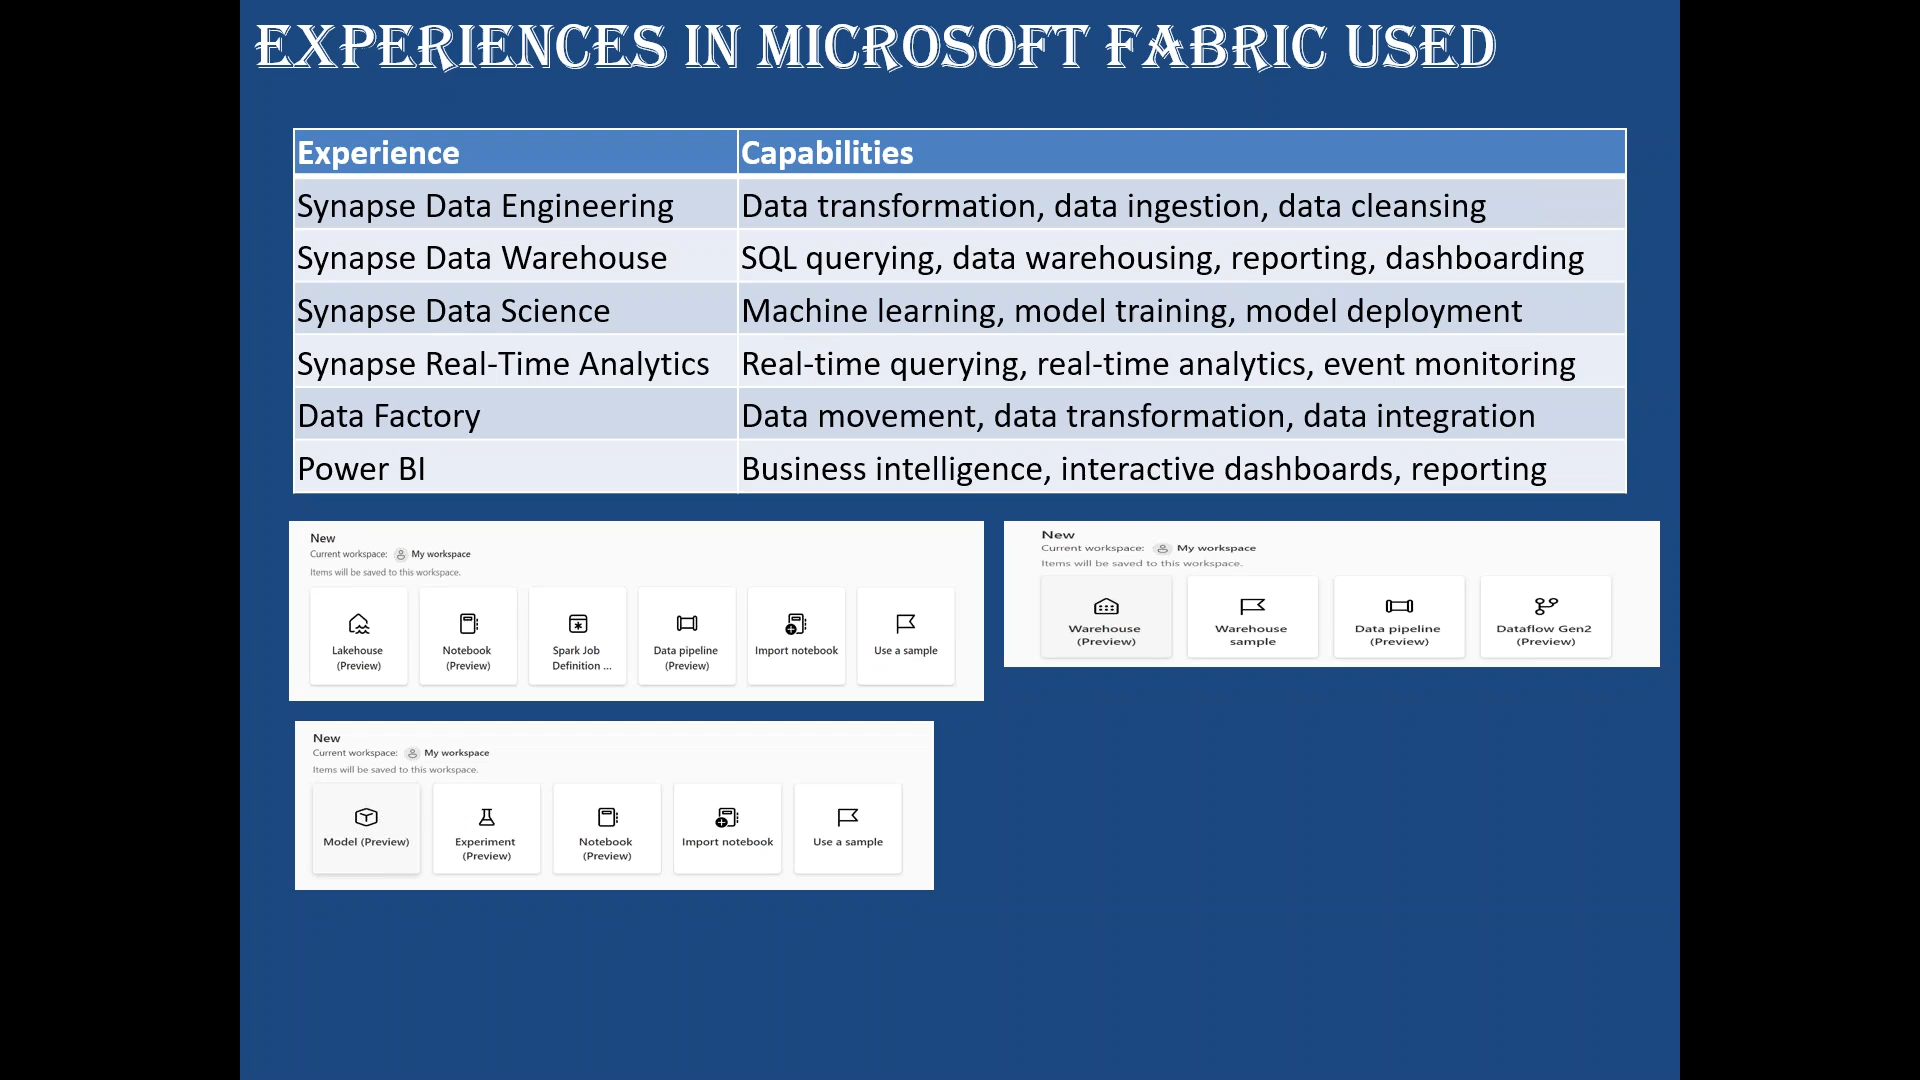 EXPERIENCES IN MICROSOFT FABRIC USED
Experience Capabilities
Synapse Data Engineering Data transformation, data ingestion, data cleansing
Synapse Data Warehouse SQL querying, data warehousing, reporting, dashboarding
Synapse Data Science Machine learning, model training, model deployment
Synapse Real-Time Analytics Real-time querying, real-time analytics, event monitoring
Data Factory Data movement, data transformation, data integration
Power BI Business intelligence, interactive dashboards, reporting
New
Current workspace: My workspace
Items will be saved to this workspace.
Lakehouse
(Preview)
Notebook
(Preview)
Spark Job
Definition ...
Data pipeline
(Preview)
Import notebook
Use a sample
New
Current workspace: My workspace
Items will be saved to this workspace.
Warehouse
(Preview)
Warehouse
sample
Data pipeline
(Preview)
Dataflow Gen2
(Preview)
New
Current workspace: My workspace
Items will be saved to this workspace.
Model (Preview)
Experiment
(Preview)
Notebook
(Preview)
Import notebook
Use a sample